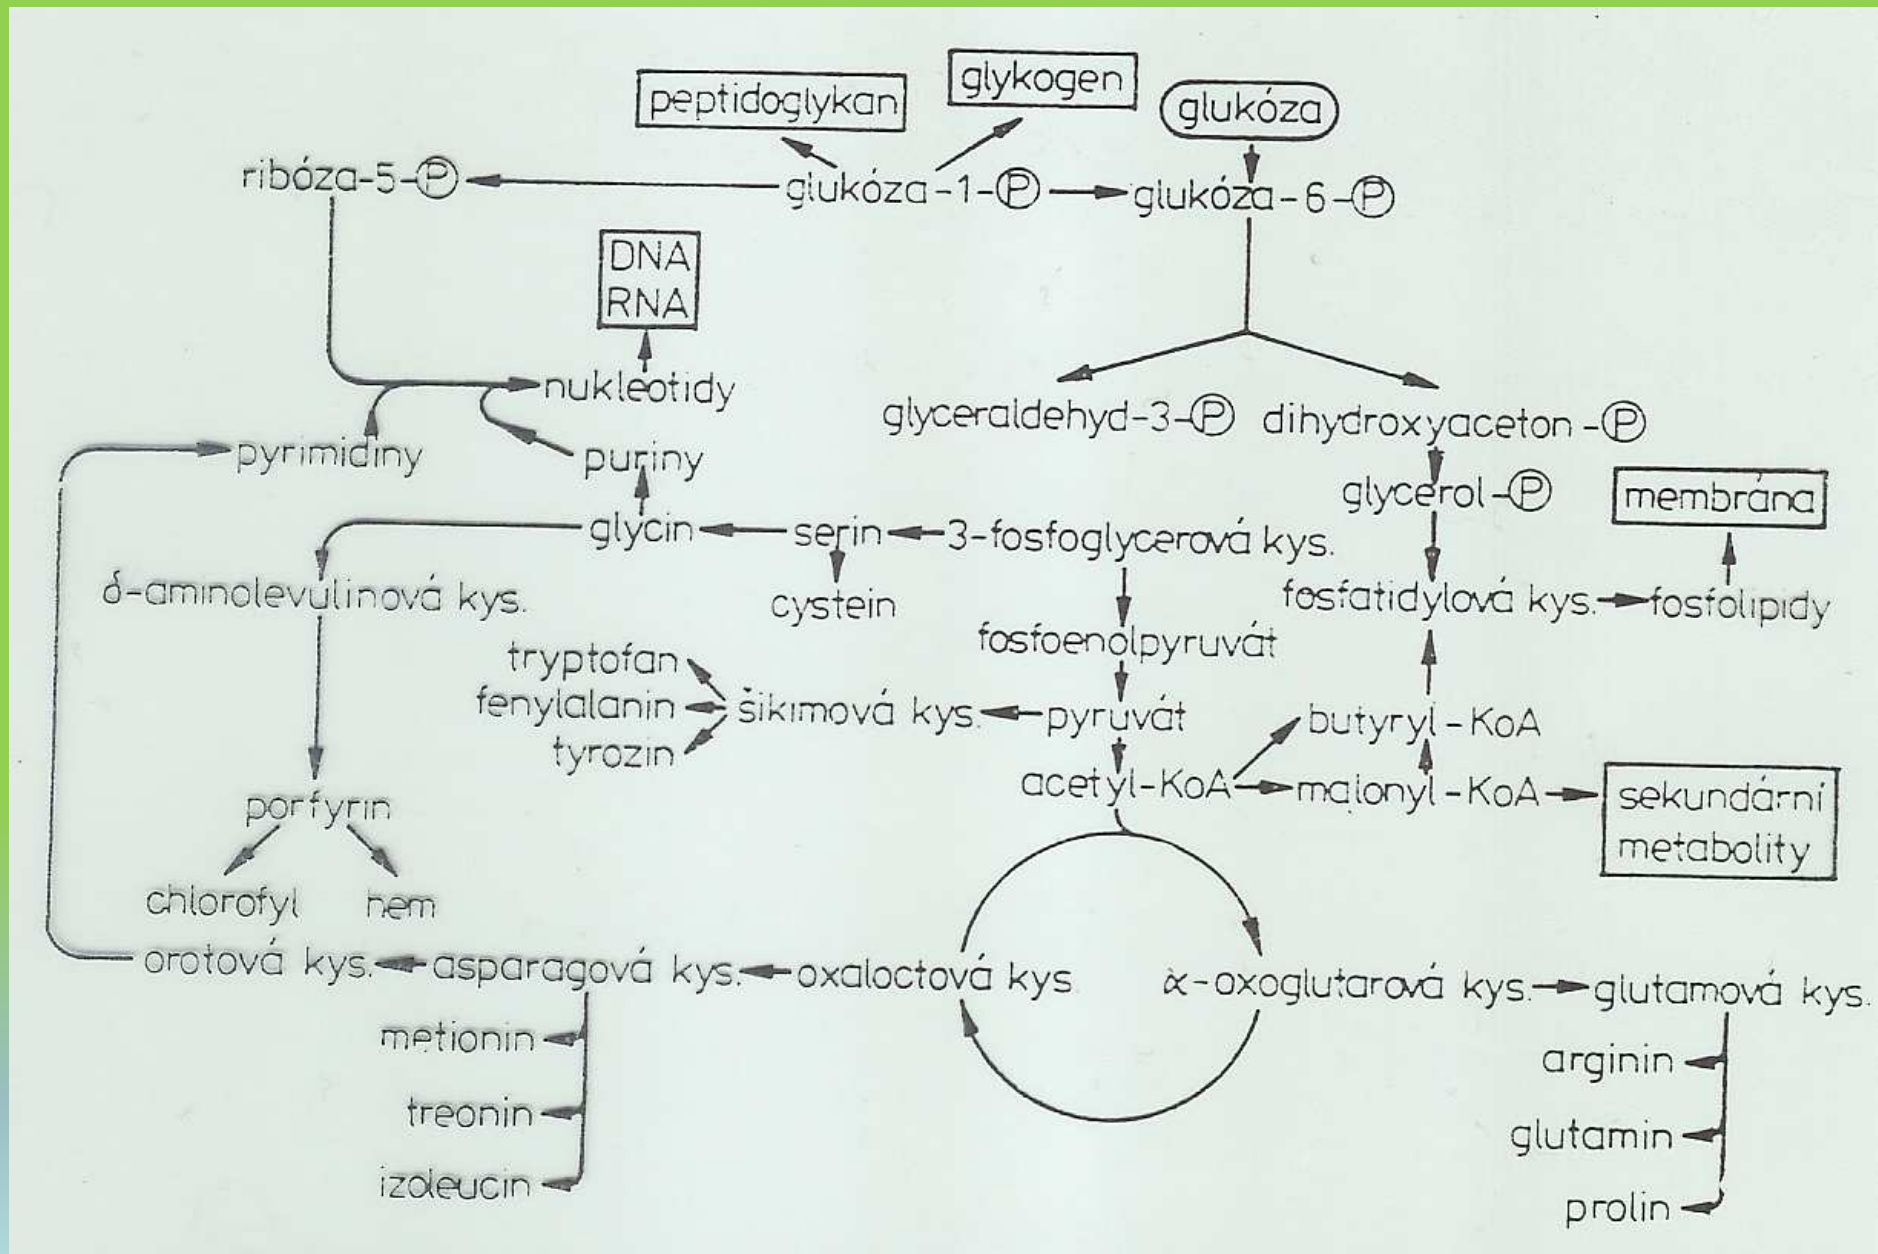 peptidoglykan
glykogen
glukóza
ribóza-5-P
glukóza-1-P
glukóza-6-P
DNA
RNA
nukleotidy
glyceraldehyd-3-P
dihydroxyaceton-P
pyrimidiny
puriny
glycerol-P
membrána
glycin
serin
3-fosfoglycerová kys.
δ-aminolevulinová kys.
cystein
fosfatidylová kys.
fosfolipidy
fosfoenolpyruvát
tryptofan
fenylalanin
tyrozin
šikimová kys.
pyruvát
butyryl-KoA
acetyl-KoA
malonyl-KoA
sekundární
metabolity
porfyrin
chlorofyl
hem
orotová kys.
asparagová kys.
oxaloctová kys.
α-oxoglutarová kys.
glutamová kys.
metionin
treonin
izoleucin
arginin
glutamin
prolin